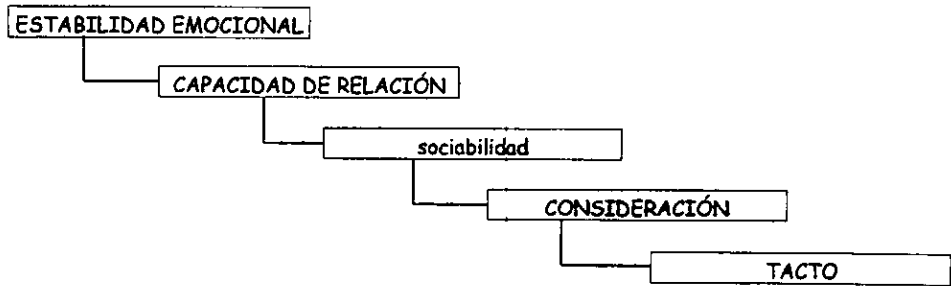 ESTABILIDAD EMOCIONAL
CAPACIDAD DE RELACIÓN
sociabilidad
CONSIDERACIÓN
TACTO